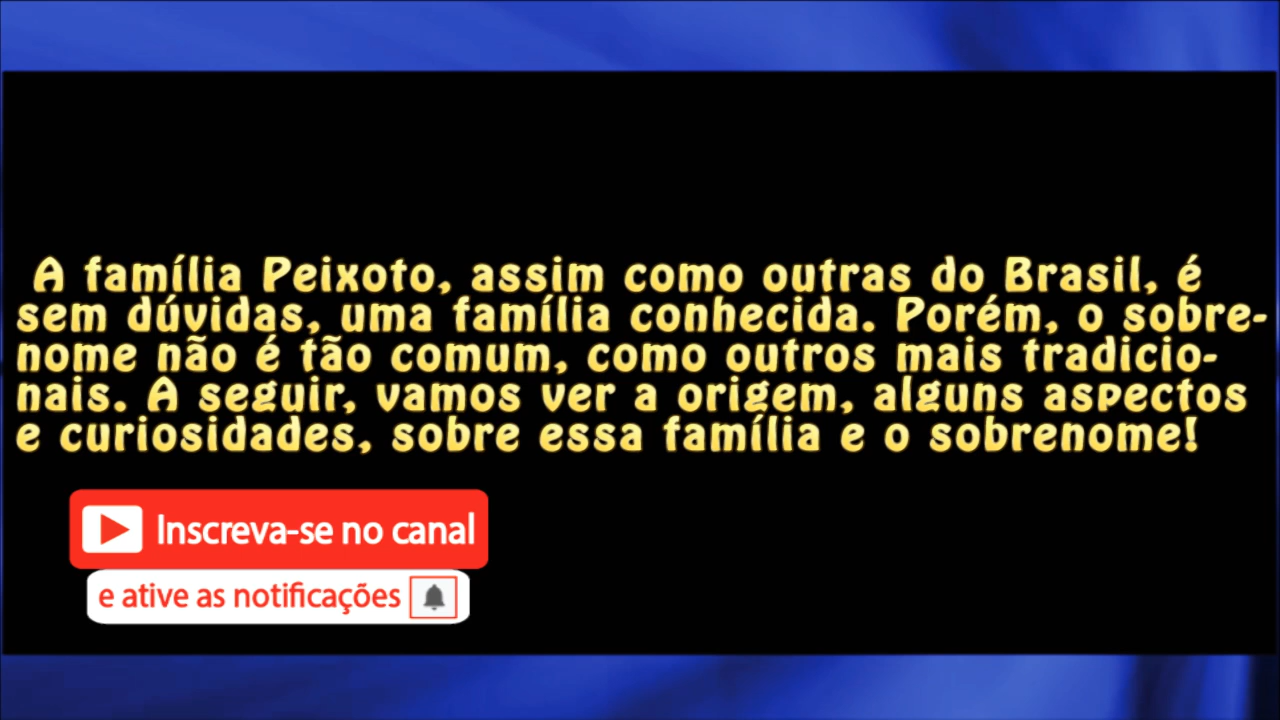 A família Peixoto, assim como outras do Brasil, é
sem dúvidas, uma família conhecida. Porém, o sobre-
nome não é tão comum, como outros mais tradicio-
nais. A seguir, vamos ver a origem, alguns aspectos
e curiosidades, sobre essa família e o sobrenome!
Inscreva-se no canal
e ative as notificações